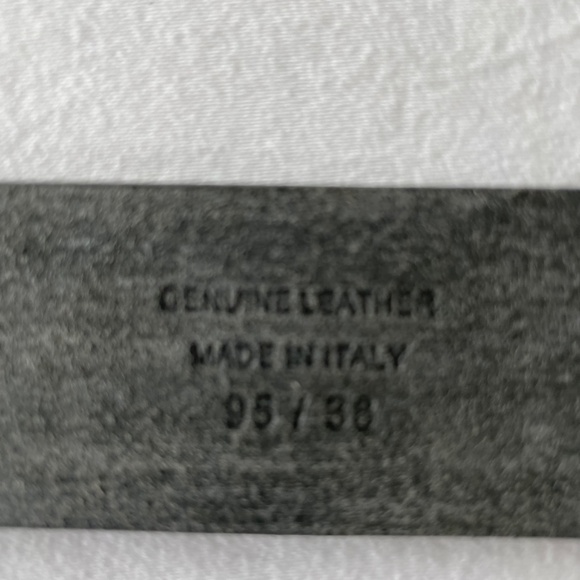 GENUINE LEATHER
MADE IN ITALY
95 / 38